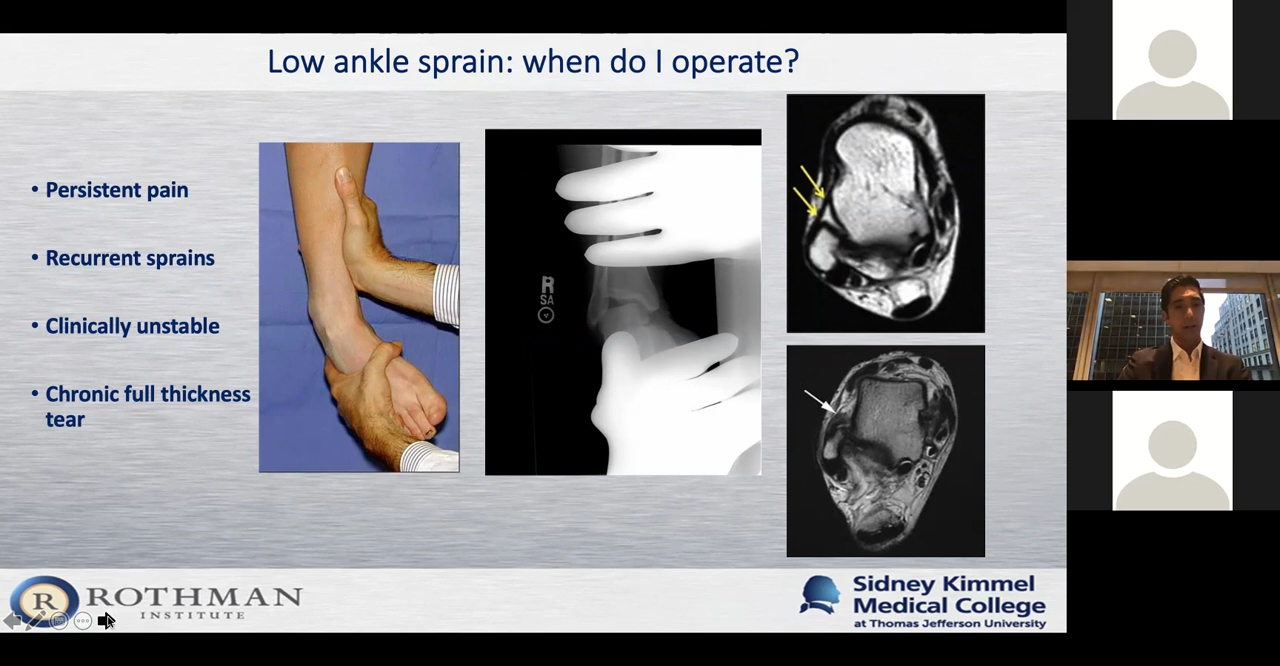 Low ankle sprain: when do I operate?
• Persistent pain
• Recurrent sprains
• Clinically unstable
• Chronic full thickness
tear
R
SA
R
ROTHMAN
INSTITUTE
Sidney Kimmel
Medical College
at Thomas Jefferson University